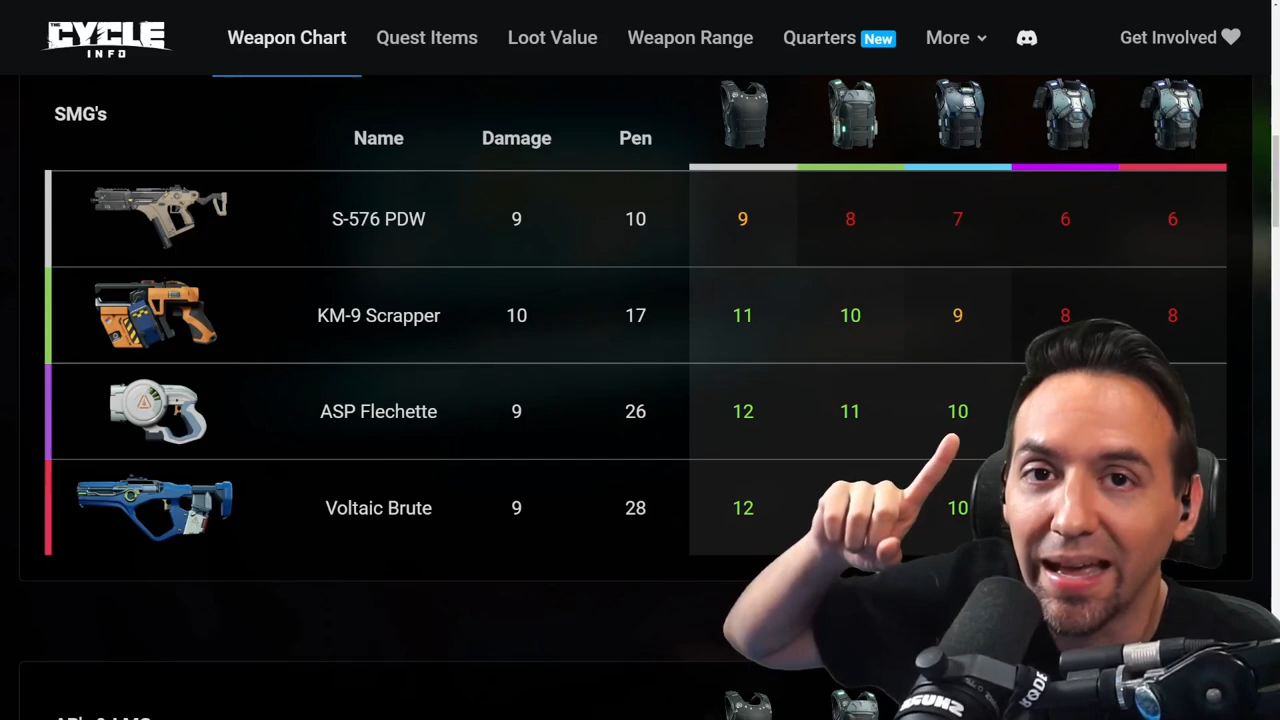 THE
CYCLE
INFO
Weapon Chart
Quest Items
Loot Value
Weapon Range
Quarters New
More
Get Involved
SMG's
Name Damage Pen
S-576 PDW 9 10 9 8 7 6 6
KM-9 Scrapper 10 17 11 10 9 8 8
ASP Flechette 9 26 12 11 10
Voltaic Brute 9 28 12 10
RODE